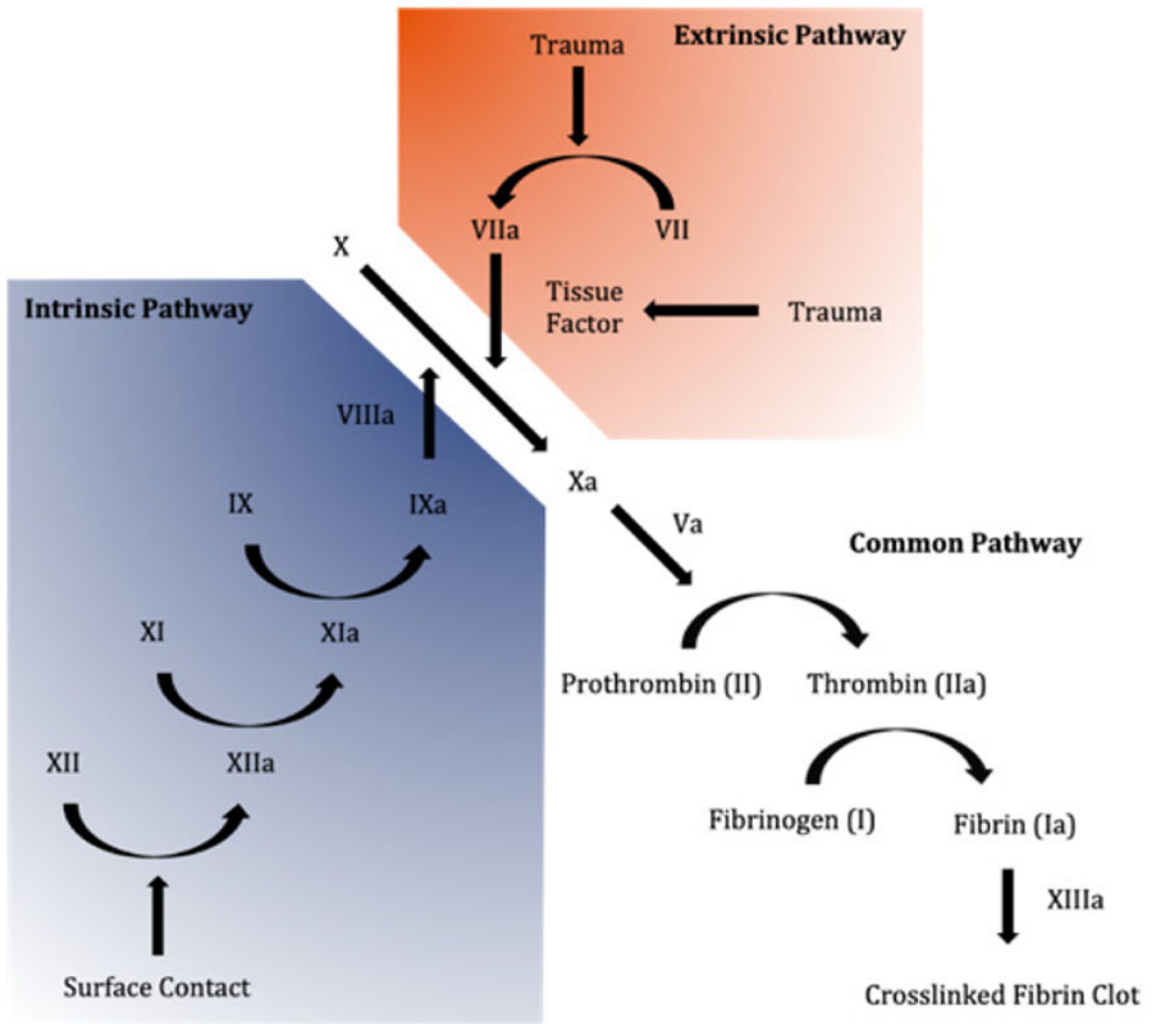 Extrinsic Pathway
Trauma
VIIa
VII
Tissue
Factor
Trauma
X
Intrinsic Pathway
VIIIa
IX
IXa
XI
XIa
XII
XIIa
Surface Contact
Xa
Va
Common Pathway
Prothrombin (II)
Thrombin (IIa)
Fibrinogen (I)
Fibrin (Ia)
XIIIa
Crosslinked Fibrin Clot